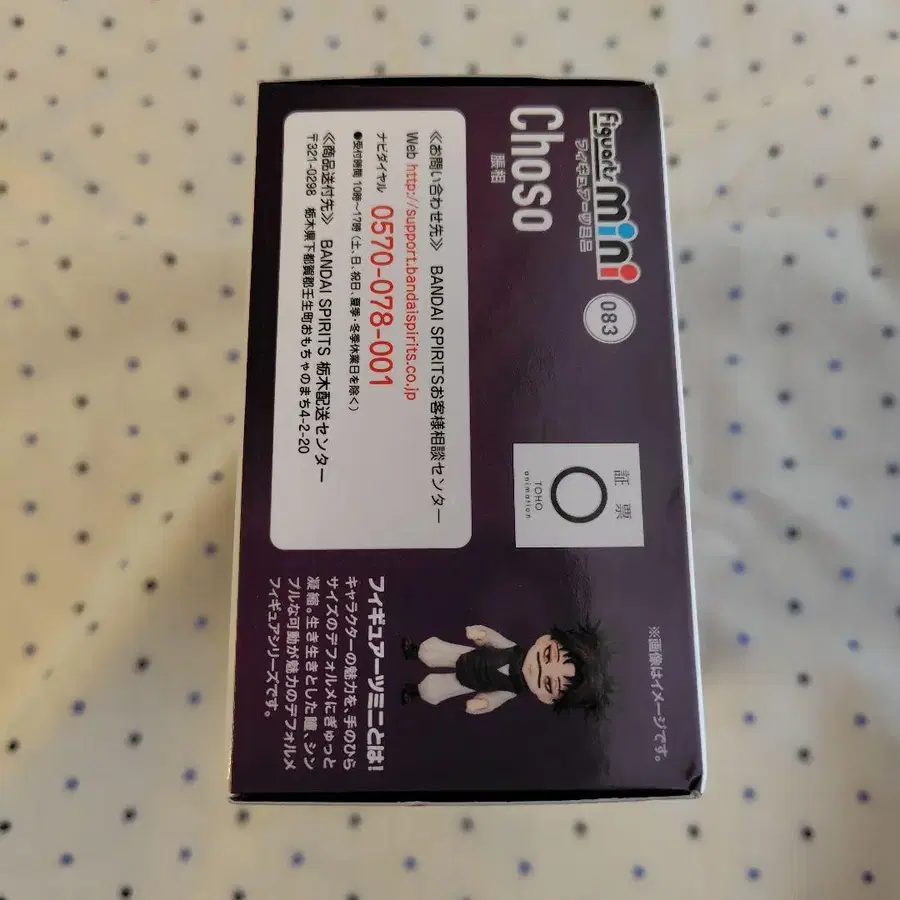 Figuarts mini
フィギュアーツミニ
083
Choso
脹相
証票
TOHO
animation
※画像はイメージです。
≪お問い合わせ先≫ BANDAI SPIRITSお客様相談センター
Web http://support.bandaispirits.co.jp
ナビダイヤル 0570-078-001
●受付時間 10時～17時(土、日、祝日、夏季・冬季休業日を除く)
≪商品送付先≫ BANDAI SPIRITS 栃木配送センター
〒321-0298 栃木県下都賀郡壬生町おもちゃのまち4-2-20
フィギュアーツミニとは!
キャラクターの魅力を、手のひら
サイズのデフォルメにぎゅっと
凝縮。生き生きとした瞳、シン
プルな可動が魅力のデフォルメ
フィギュアシリーズです。